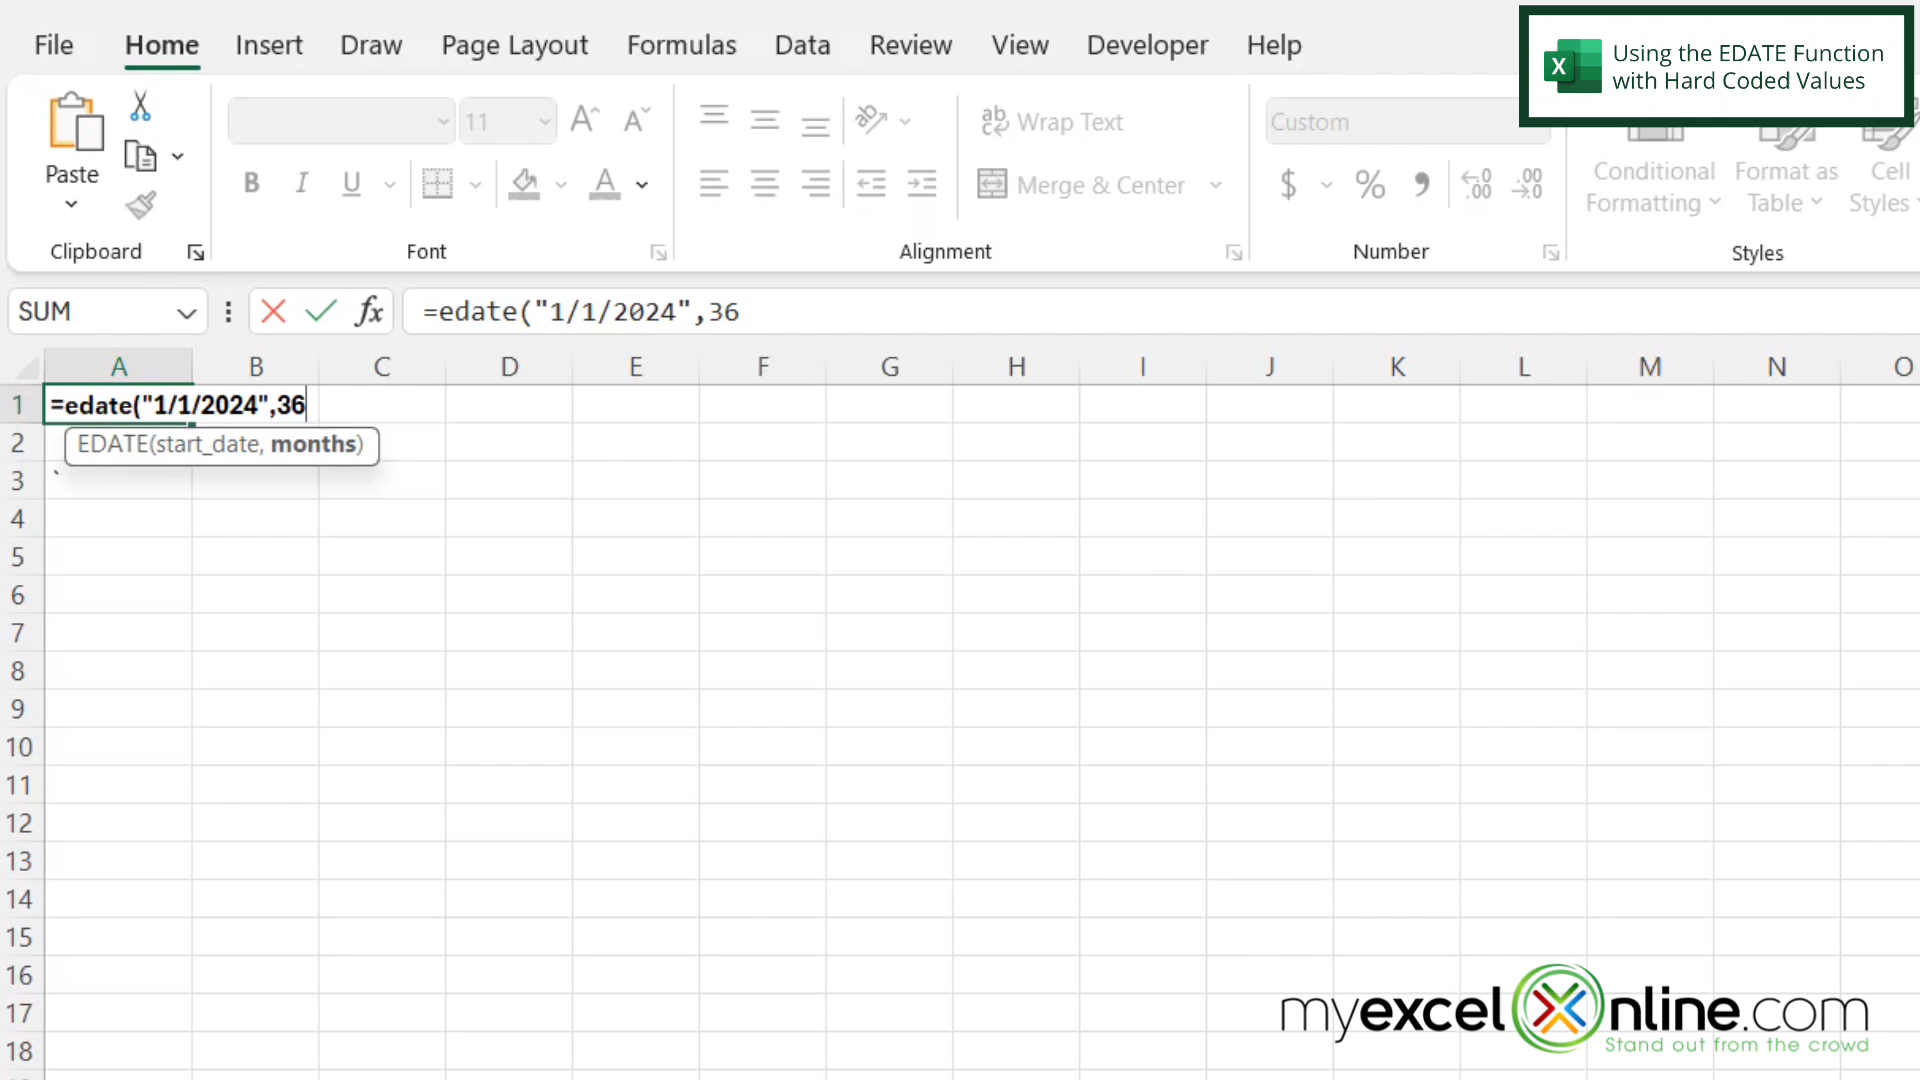 File Home Insert Draw Page Layout Formulas Data Review View Developer Help
Using the EDATE Function
with Hard Coded Values
Paste
11
Wrap Text
Merge & Center
Custom
B I U
A
$ % 9 .00 .00
Conditional
Formatting
Format as
Table
Cell
Styles
Clipboard Font Alignment Number Styles
SUM
fx
=edate("1/1/2024",36
A B C D E F G H I J K L M N O
1 =edate("1/1/2024",36
EDATE(start_date, months)
2
3 `
4
5
6
7
8
9
10
11
12
13
14
15
16
17
18
myexcelonline.com
Stand out from the crowd